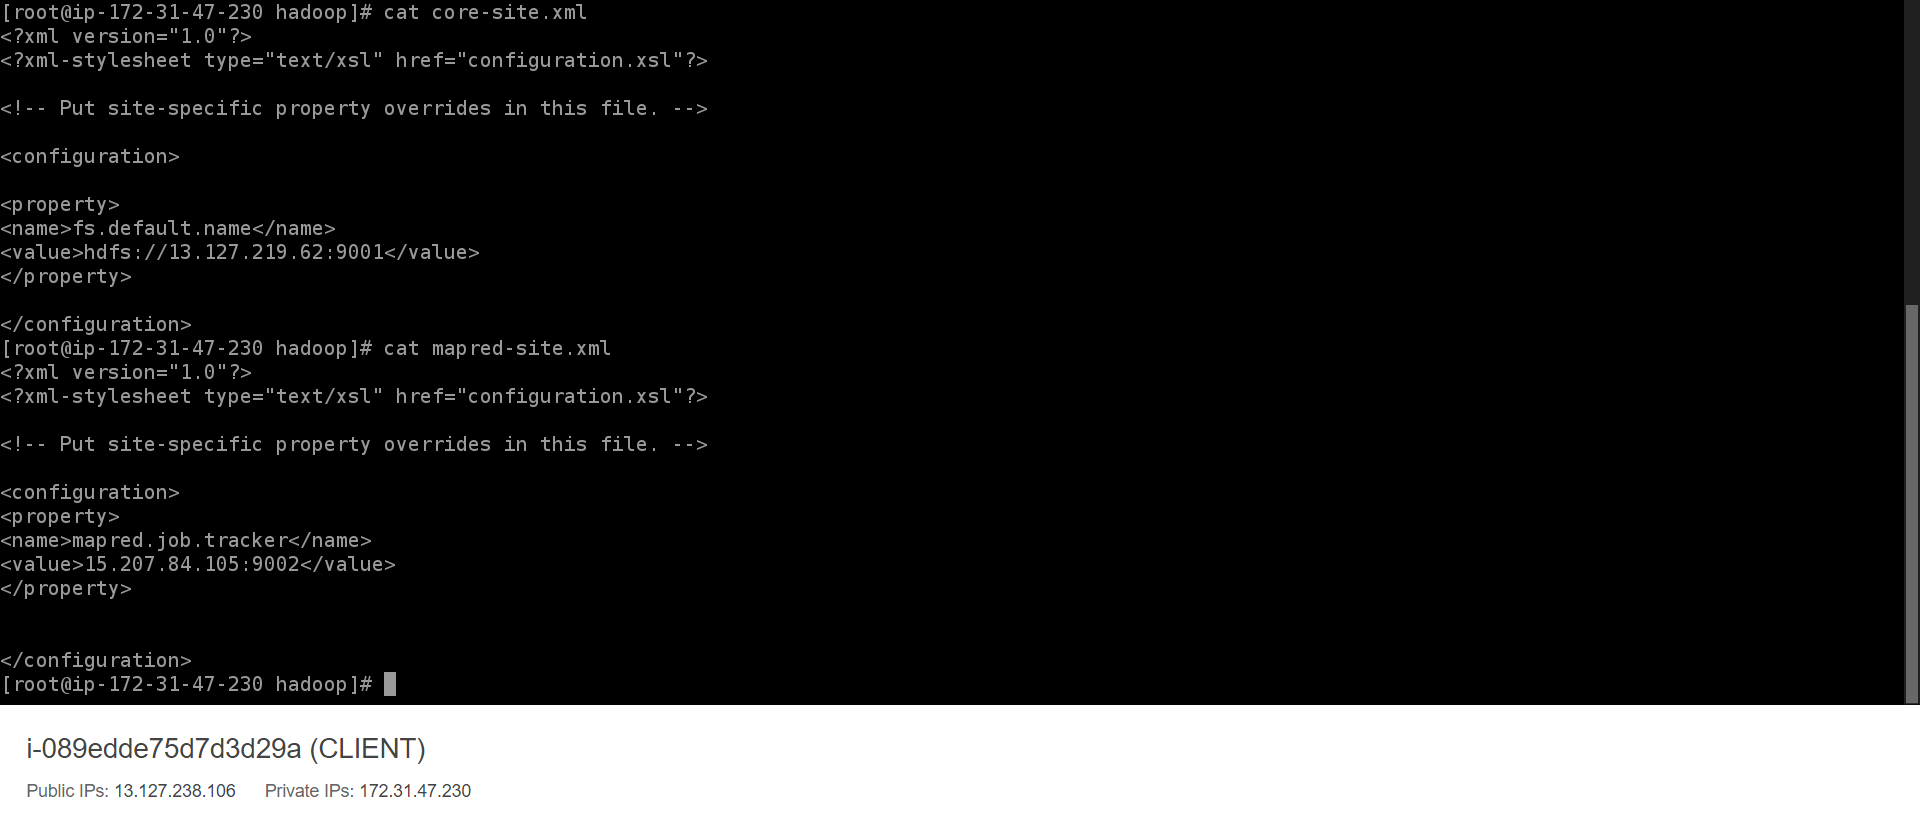 [root@ip-172-31-47-230 hadoop]# cat core-site.xml
<?xml version="1.0"?>
<?xml-stylesheet type="text/xsl" href="configuration.xsl"?>
<!-- Put site-specific property overrides in this file. -->
<configuration>
<property>
<name>fs.default.name</name>
<value>hdfs://13.127.219.62:9001</value>
</property>
</configuration>
[root@ip-172-31-47-230 hadoop]# cat mapred-site.xml
<?xml version="1.0"?>
<?xml-stylesheet type="text/xsl" href="configuration.xsl"?>
<!-- Put site-specific property overrides in this file. -->
<configuration>
<property>
<name>mapred.job.tracker</name>
<value>15.207.84.105:9002</value>
</property>
</configuration>
[root@ip-172-31-47-230 hadoop]#
i-089edde75d7d3d29a (CLIENT)
Public IPs: 13.127.238.106 Private IPs: 172.31.47.230